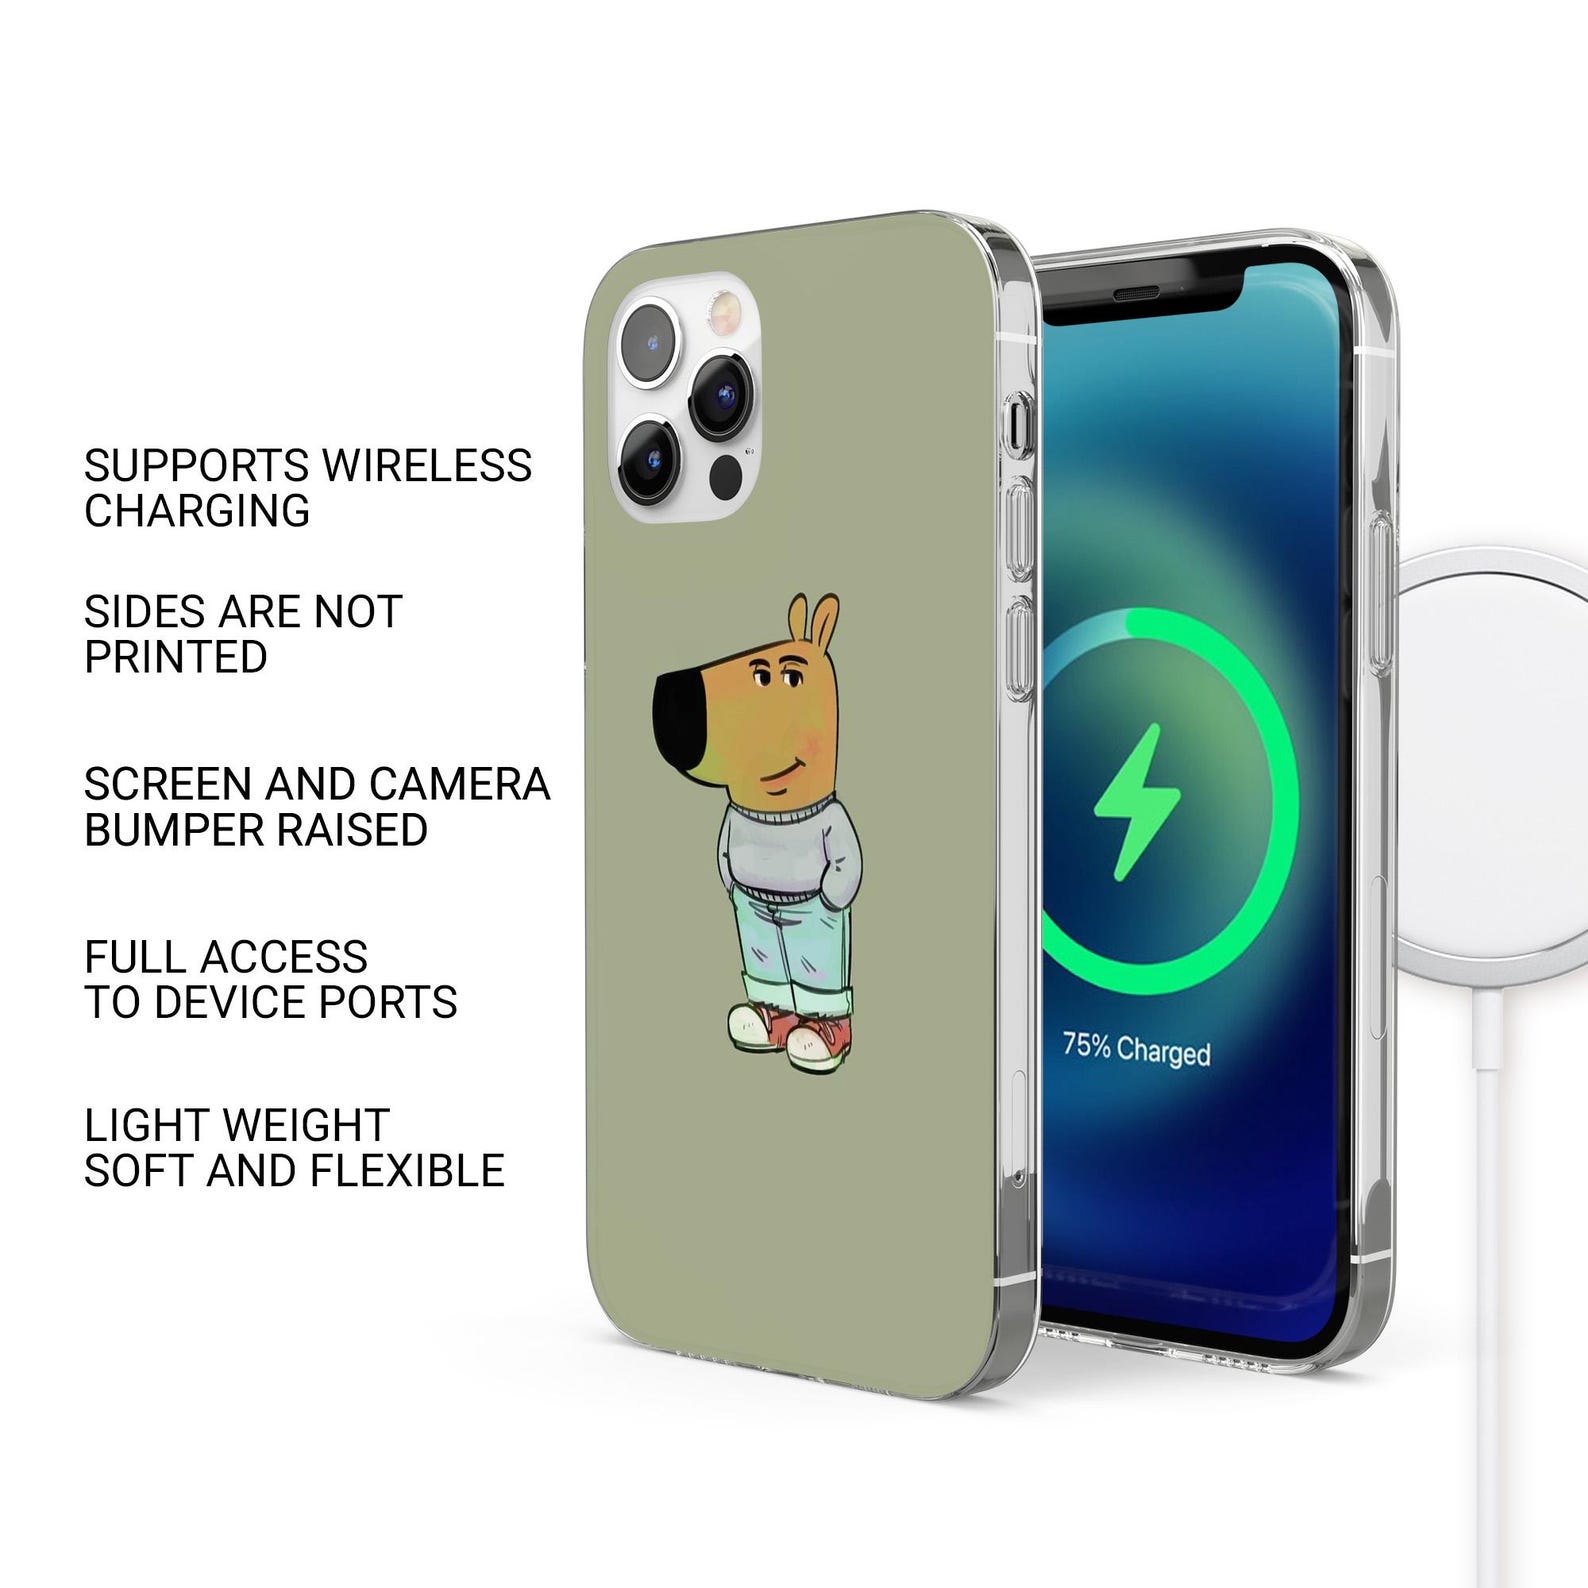 SUPPORTS WIRELESS
CHARGING
SIDES ARE NOT
PRINTED
SCREEN AND CAMERA
BUMPER RAISED
FULL ACCESS
TO DEVICE PORTS
LIGHT WEIGHT
SOFT AND FLEXIBLE
75% Charged